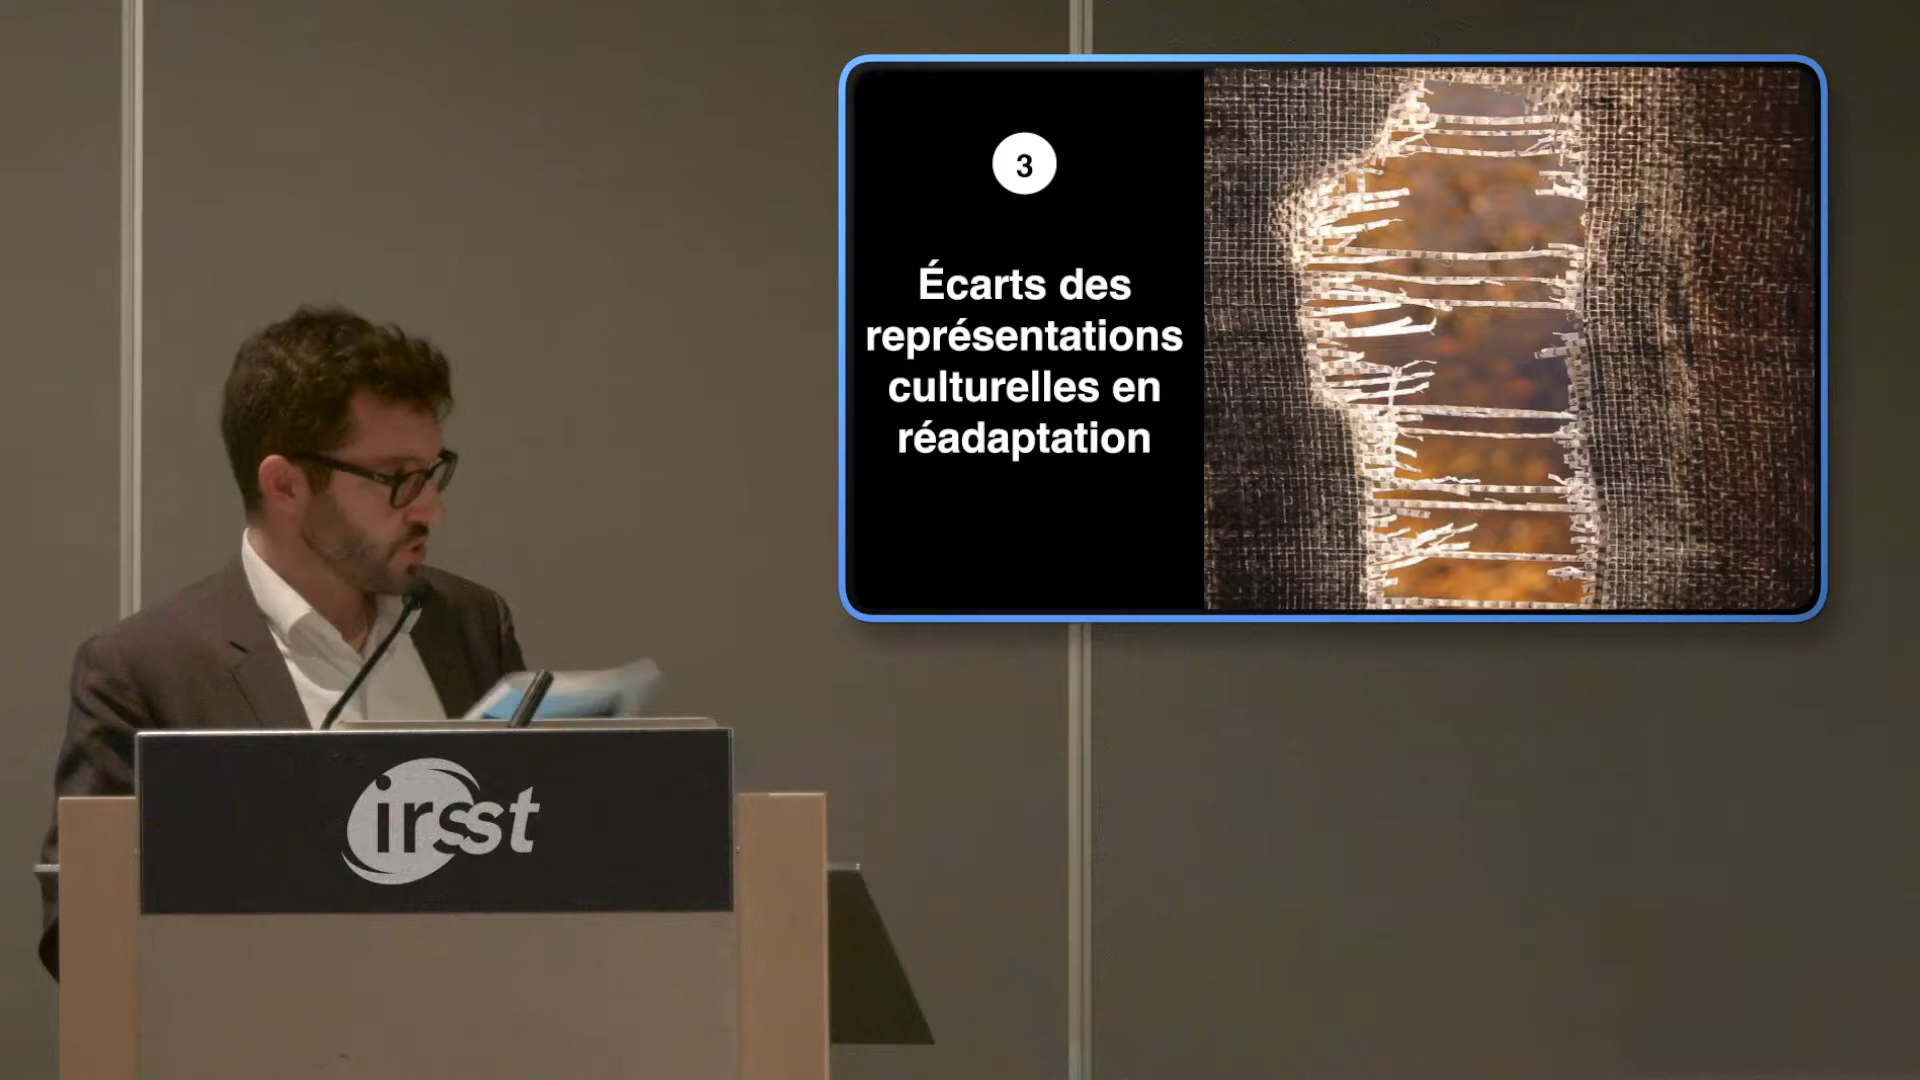 3
Écarts des
représentations
culturelles en
réadaptation
irsst